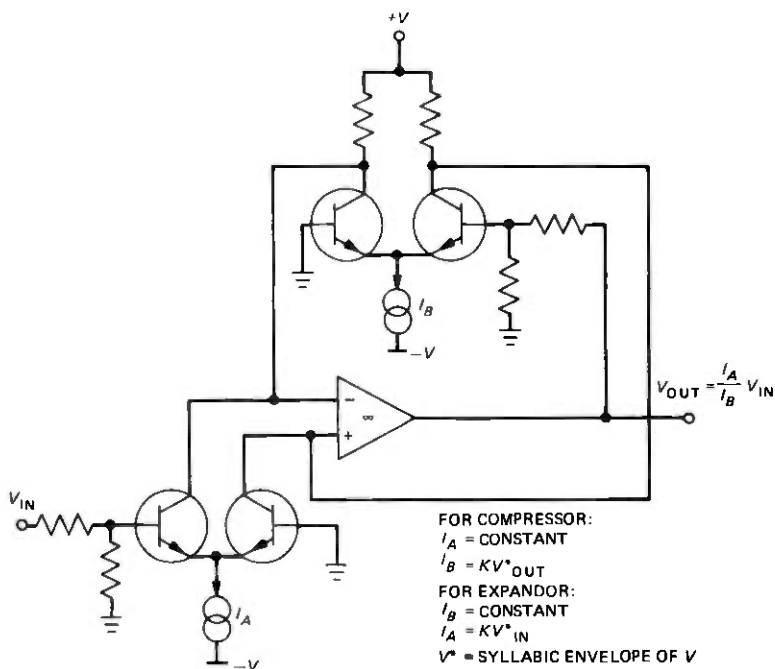 +V
I_B
−V
−
∞
+
V_OUT = I_A/I_B V_IN
V_IN
I_A
−V
FOR COMPRESSOR:
I_A = CONSTANT
I_B = KV*_OUT
FOR EXPANDOR:
I_B = CONSTANT
I_A = KV*_IN
V* = SYLLABIC ENVELOPE OF V